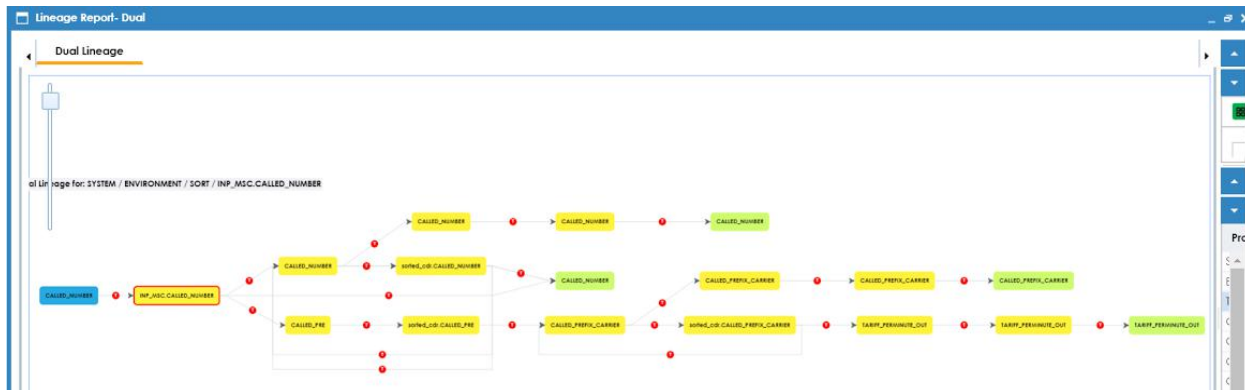 Lineage Report- Dual
Dual Lineage
al Lineage for: SYSTEM / ENVIRONMENT / SORT / INP_MSC.CALLED_NUMBER
CALLED_NUMBER
CALLED_NUMBER
CALLED_NUMBER
CALLED_NUMBER
sorted_cdr.CALLED_NUMBER
CALLED_NUMBER
CALLED_PREFIX_CARRIER
CALLED_PREFIX_CARRIER
CALLED_PREFIX_CARRIER
CALLED_NUMBER
INP_MSC.CALLED_NUMBER
CALLED_PRE
sorted_cdr.CALLED_PRE
CALLED_PREFIX_CARRIER
sorted_cdr.CALLED_PREFIX_CARRIER
TARIFF_PERMINUTE_OUT
TARIFF_PERMINUTE_OUT
TARIFF_PERMINUTE_OUT
Pro